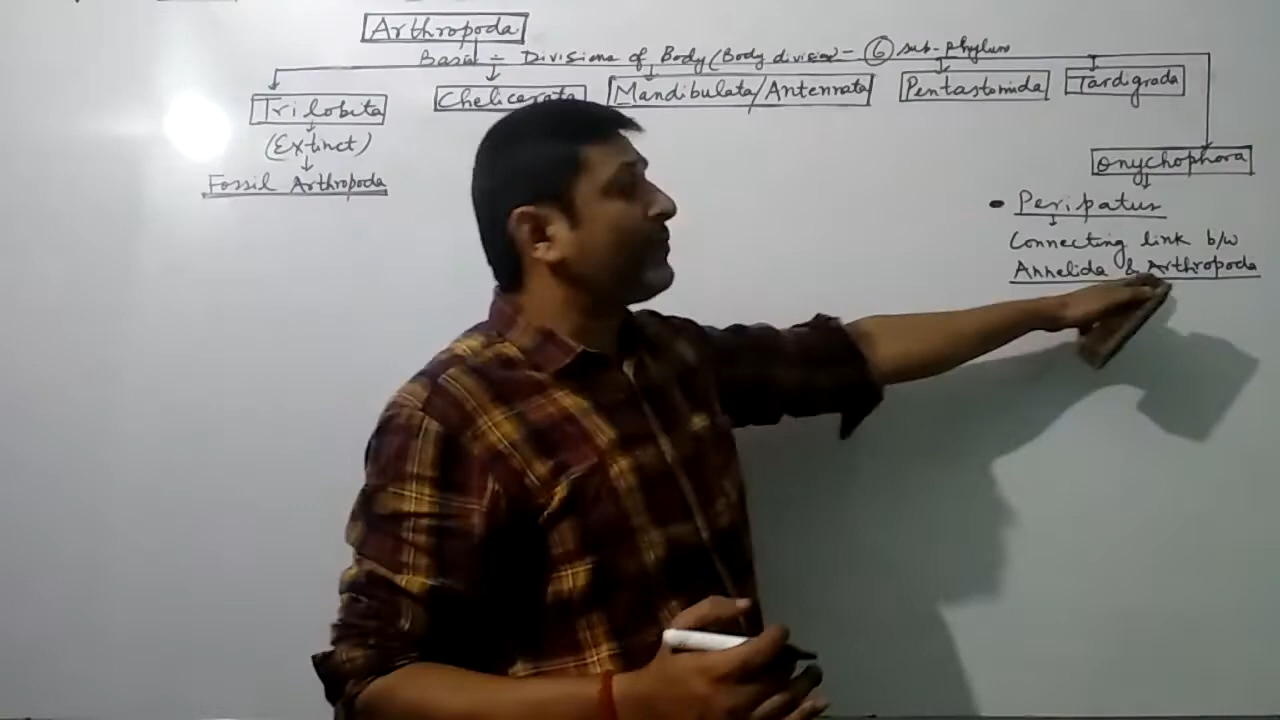 Arthropoda
Basis ÷ Divisions of Body (Body division - 6 sub-phylum
Trilobita
Chelicerata
Mandibulata/Antennata
Pentastomida
Tardigrada
(Extinct)
Onychophora
Fossil Arthropoda
• Peripatus
Connecting link b/w
Annelida & Arthropoda